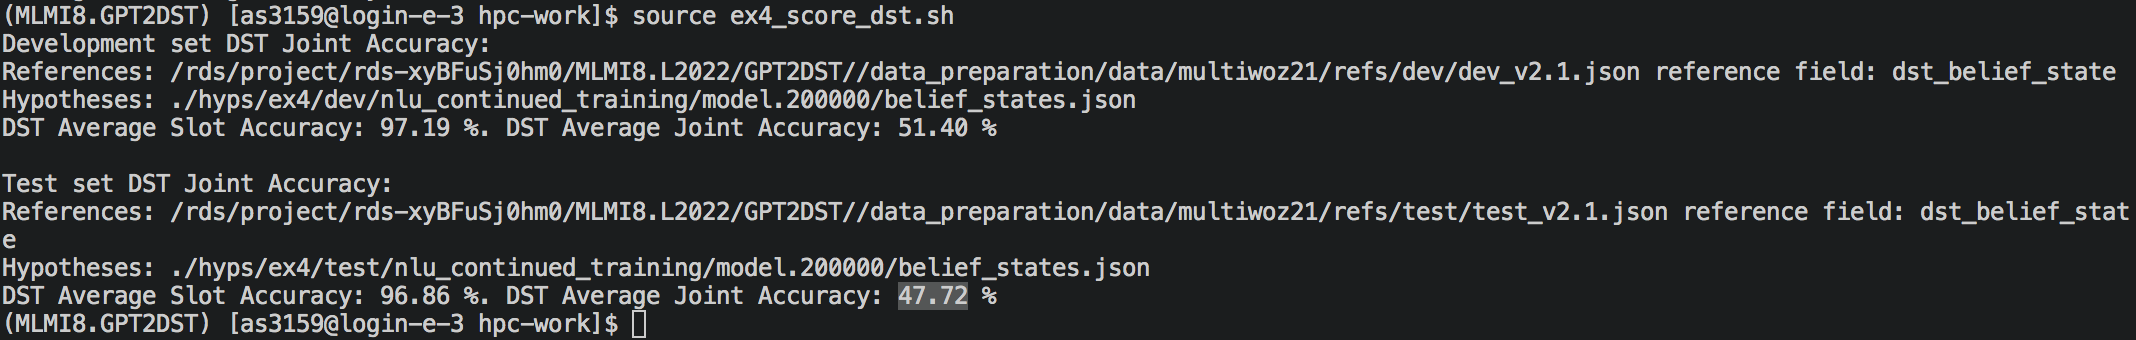 (MLMI8.GPT2DST) [as3159@login-e-3 hpc-work]$ source ex4_score_dst.sh
Development set DST Joint Accuracy:
References: /rds/project/rds-xyBFuSj0hm0/MLMI8.L2022/GPT2DST//data_preparation/data/multiwoz21/refs/dev/dev_v2.1.json reference field: dst_belief_state
Hypotheses: ./hyps/ex4/dev/nlu_continued_training/model.200000/belief_states.json
DST Average Slot Accuracy: 97.19 %. DST Average Joint Accuracy: 51.40 %

Test set DST Joint Accuracy:
References: /rds/project/rds-xyBFuSj0hm0/MLMI8.L2022/GPT2DST//data_preparation/data/multiwoz21/refs/test/test_v2.1.json reference field: dst_belief_stat
e
Hypotheses: ./hyps/ex4/test/nlu_continued_training/model.200000/belief_states.json
DST Average Slot Accuracy: 96.86 %. DST Average Joint Accuracy: 47.72 %
(MLMI8.GPT2DST) [as3159@login-e-3 hpc-work]$